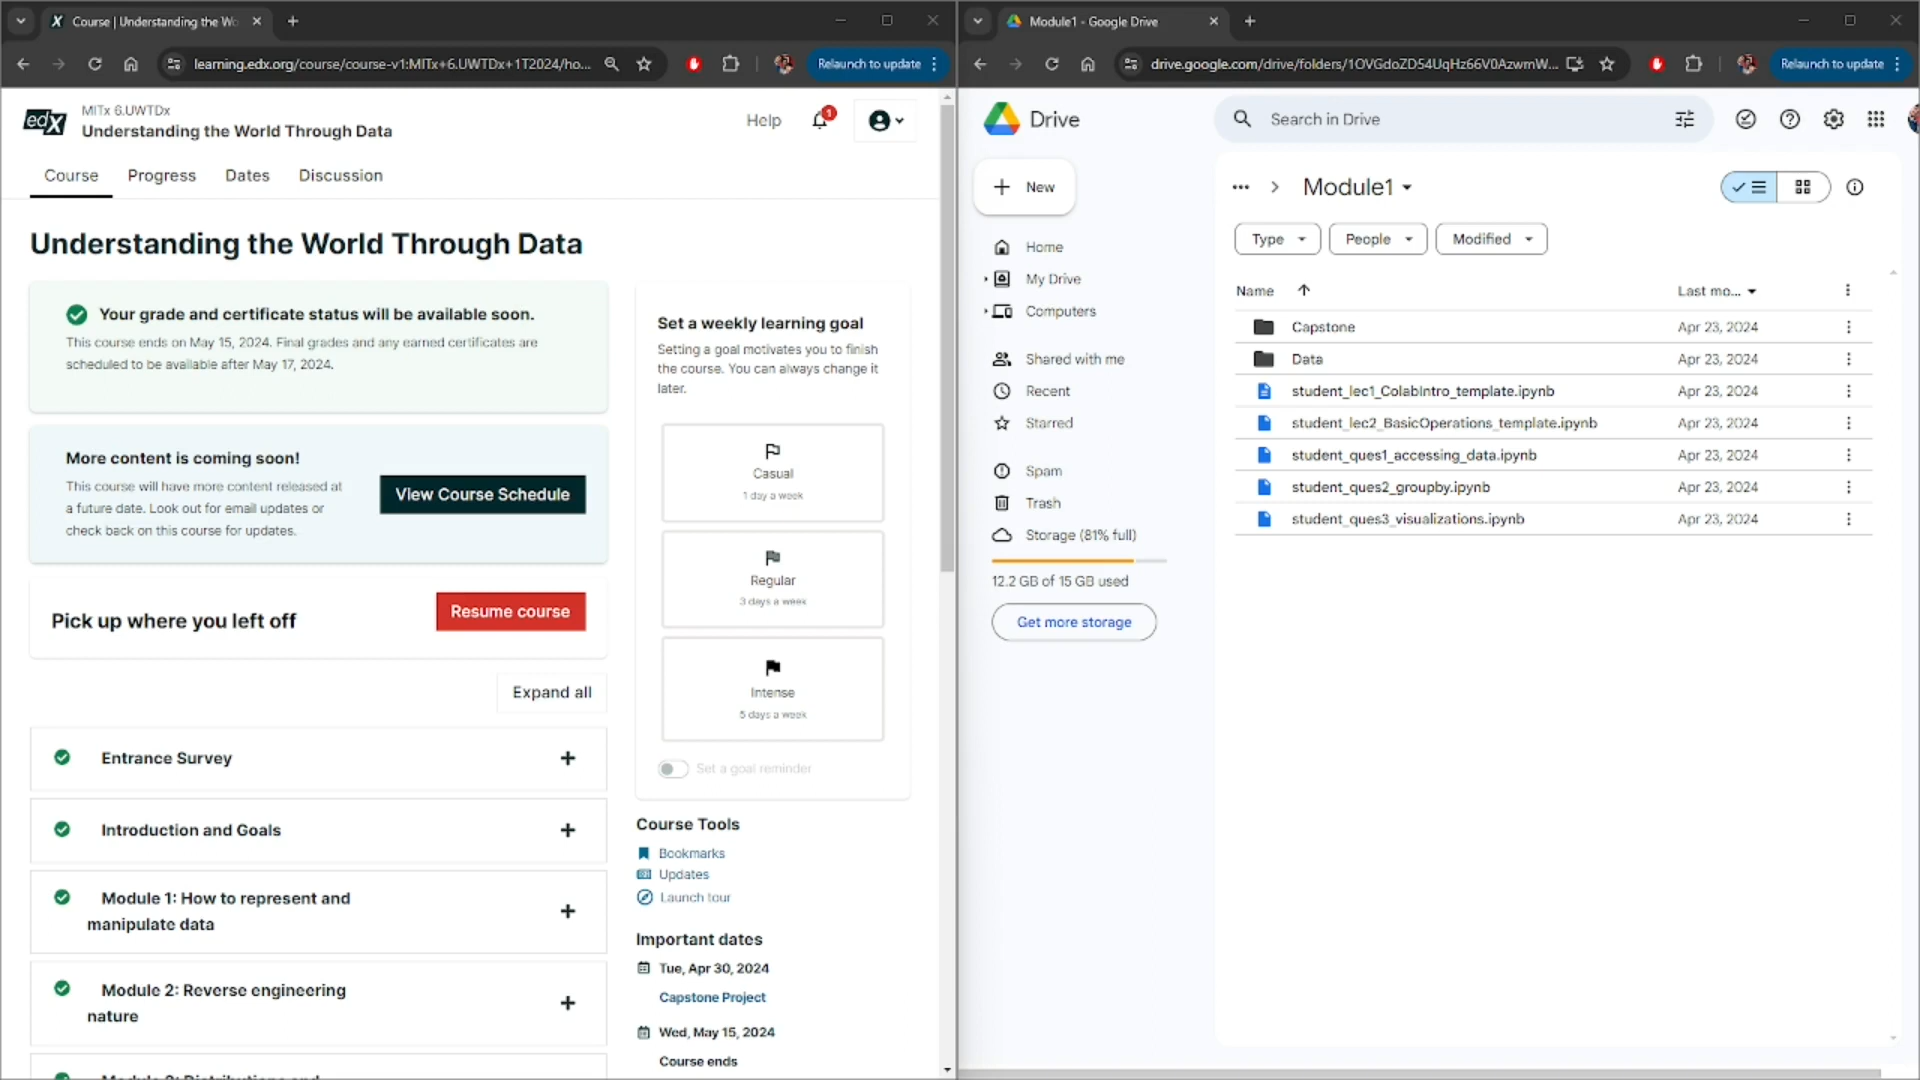 Course | Understanding the Wo
learning.edx.org/course/course-v1:MITx+6.UWTDx+1T2024/ho...
Relaunch to update
edX
MITx 6.UWTDx
Understanding the World Through Data
Help
1
Course
Progress
Dates
Discussion
Understanding the World Through Data
Your grade and certificate status will be available soon.
This course ends on May 15, 2024. Final grades and any earned certificates are
scheduled to be available after May 17, 2024.
More content is coming soon!
This course will have more content released at
a future date. Look out for email updates or
check back on this course for updates.
View Course Schedule
Pick up where you left off
Resume course
Expand all
Entrance Survey
Introduction and Goals
Module 1: How to represent and
manipulate data
Module 2: Reverse engineering
nature
Set a weekly learning goal
Setting a goal motivates you to finish
the course. You can always change it
later.
Casual
1 day a week
Regular
3 days a week
Intense
5 days a week
Set a goal reminder
Course Tools
Bookmarks
Updates
Launch tour
Important dates
Tue, Apr 30, 2024
Capstone Project
Wed, May 15, 2024
Course ends
Module1 - Google Drive
drive.google.com/drive/folders/1OVGdoZD54UqHz66V0AzwmW...
Relaunch to update
Drive
Search in Drive
New
Home
My Drive
Computers
Shared with me
Recent
Starred
Spam
Trash
Storage (81% full)
12.2 GB of 15 GB used
Get more storage
Module1
Type
People
Modified
Name
Last mo...
Capstone
Apr 23, 2024
Data
Apr 23, 2024
student_lec1_ColabIntro_template.ipynb
Apr 23, 2024
student_lec2_BasicOperations_template.ipynb
Apr 23, 2024
student_ques1_accessing_data.ipynb
Apr 23, 2024
student_ques2_groupby.ipynb
Apr 23, 2024
student_ques3_visualizations.ipynb
Apr 23, 2024